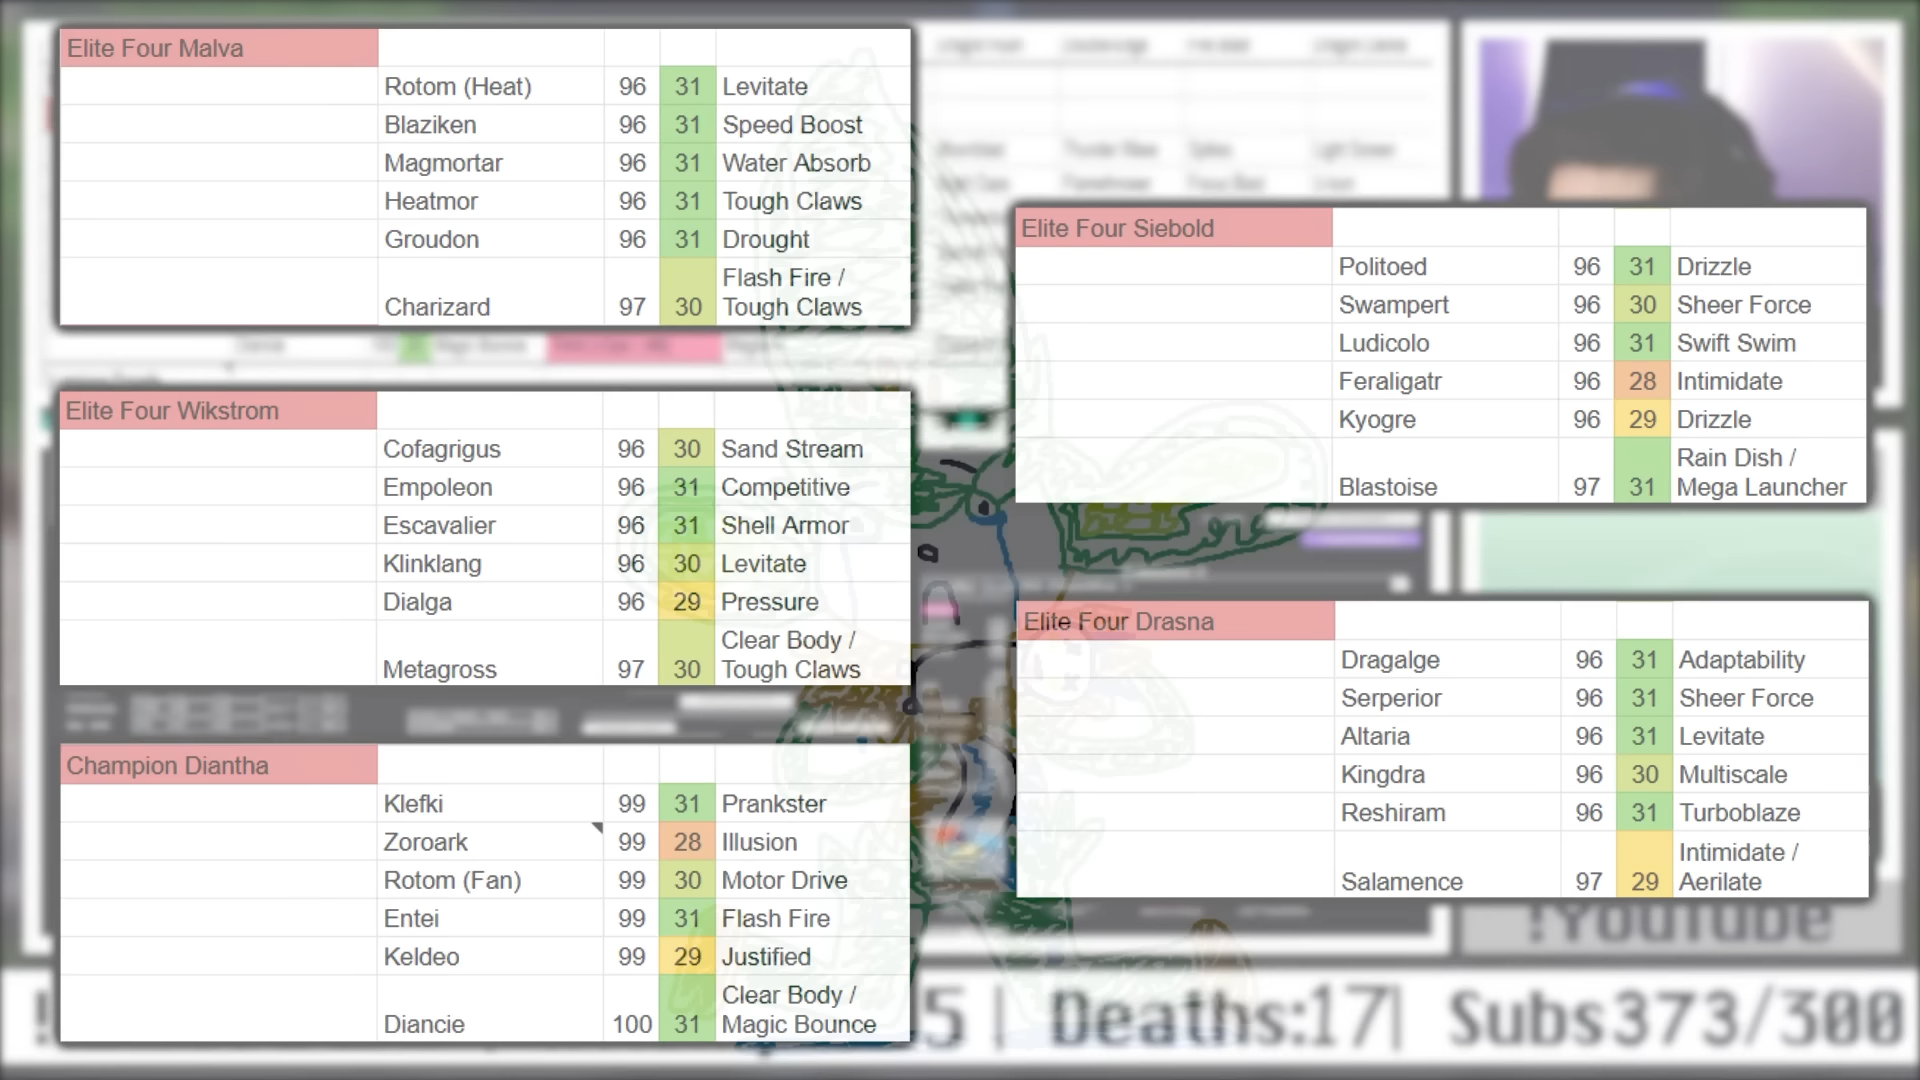 Elite Four Malva
Rotom (Heat) 96 31 Levitate
Blaziken 96 31 Speed Boost
Magmortar 96 31 Water Absorb
Heatmor 96 31 Tough Claws
Groudon 96 31 Drought
Flash Fire /
Charizard 97 30 Tough Claws
Elite Four Wikstrom
Cofagrigus 96 30 Sand Stream
Empoleon 96 31 Competitive
Escavalier 96 31 Shell Armor
Klinklang 96 30 Levitate
Dialga 96 29 Pressure
Clear Body /
Metagross 97 30 Tough Claws
Champion Diantha
Klefki 99 31 Prankster
Zoroark 99 28 Illusion
Rotom (Fan) 99 30 Motor Drive
Entei 99 31 Flash Fire
Keldeo 99 29 Justified
Clear Body /
Diancie 100 31 Magic Bounce
Elite Four Siebold
Politoed 96 31 Drizzle
Swampert 96 30 Sheer Force
Ludicolo 96 31 Swift Swim
Feraligatr 96 28 Intimidate
Kyogre 96 29 Drizzle
Rain Dish /
Blastoise 97 31 Mega Launcher
Elite Four Drasna
Dragalge 96 31 Adaptability
Serperior 96 31 Sheer Force
Altaria 96 31 Levitate
Kingdra 96 30 Multiscale
Reshiram 96 31 Turboblaze
Intimidate /
Salamence 97 29 Aerilate
!YouTube
5 | Deaths:17| Subs373/300